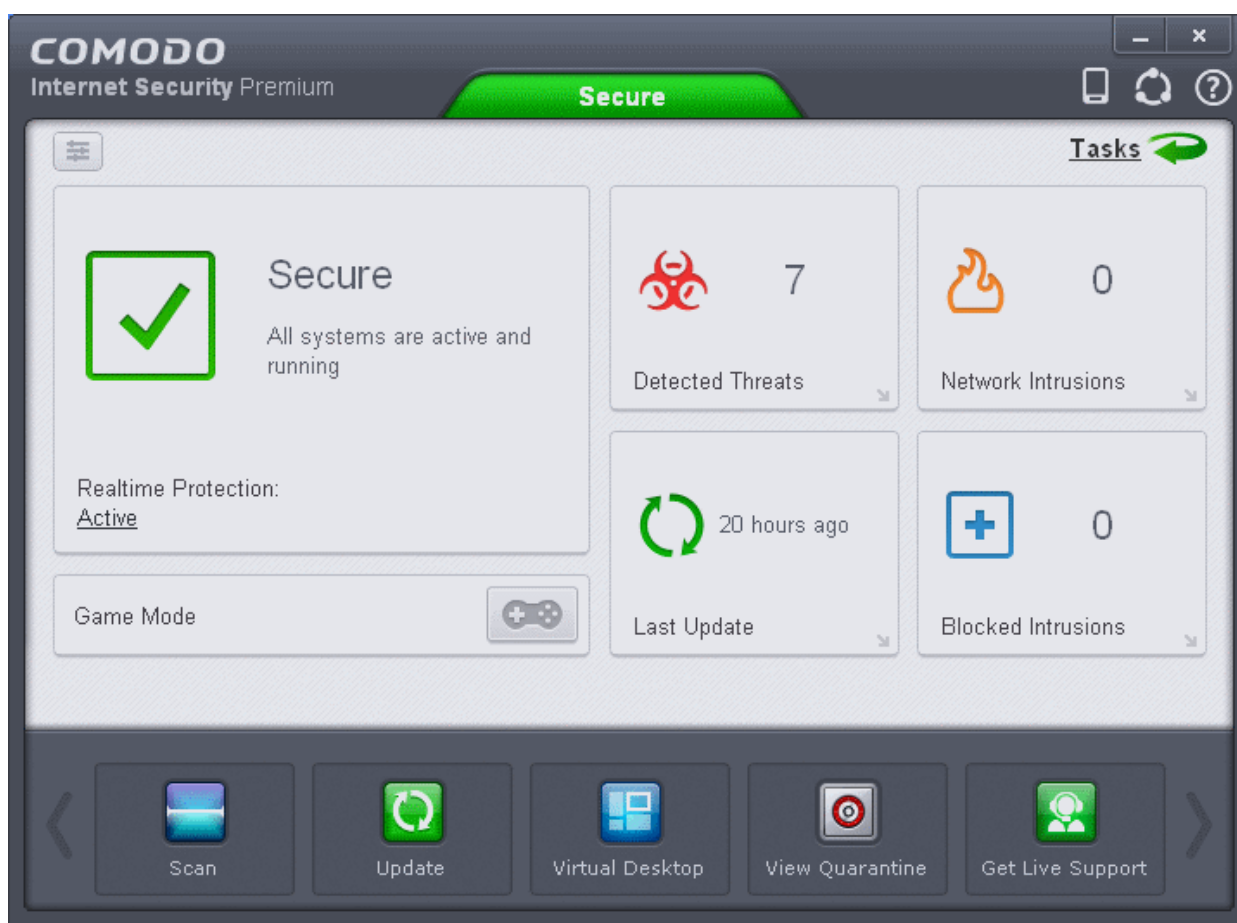 COMODO
Internet Security Premium
Secure
Tasks
Secure
All systems are active and
running
Realtime Protection:
Active
Game Mode
7
Detected Threats
0
Network Intrusions
20 hours ago
Last Update
0
Blocked Intrusions
Scan
Update
Virtual Desktop
View Quarantine
Get Live Support